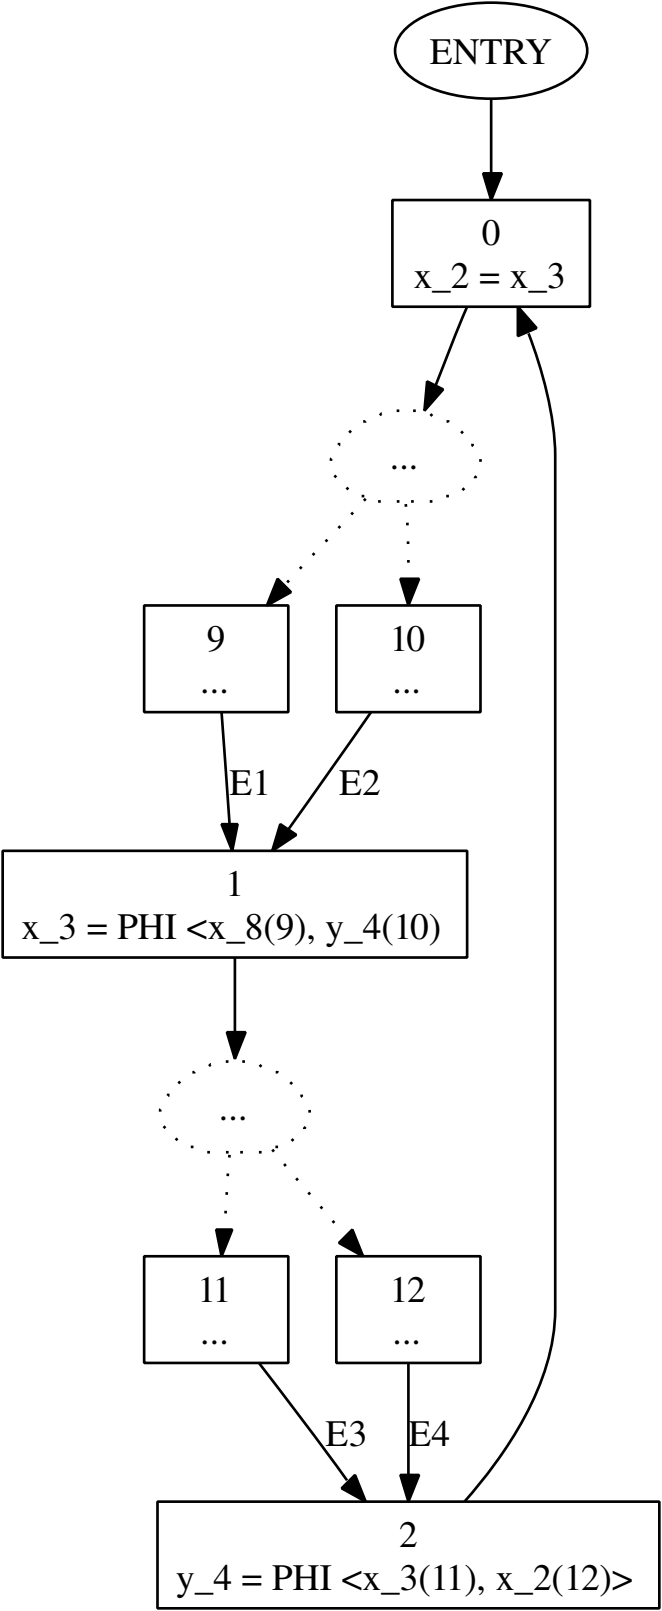 ENTRY
0
x_2 = x_3
...
9
...
10
...
E1
E2
1
x_3 = PHI <x_8(9), y_4(10)
...
11
...
12
...
E3
E4
2
y_4 = PHI <x_3(11), x_2(12)>